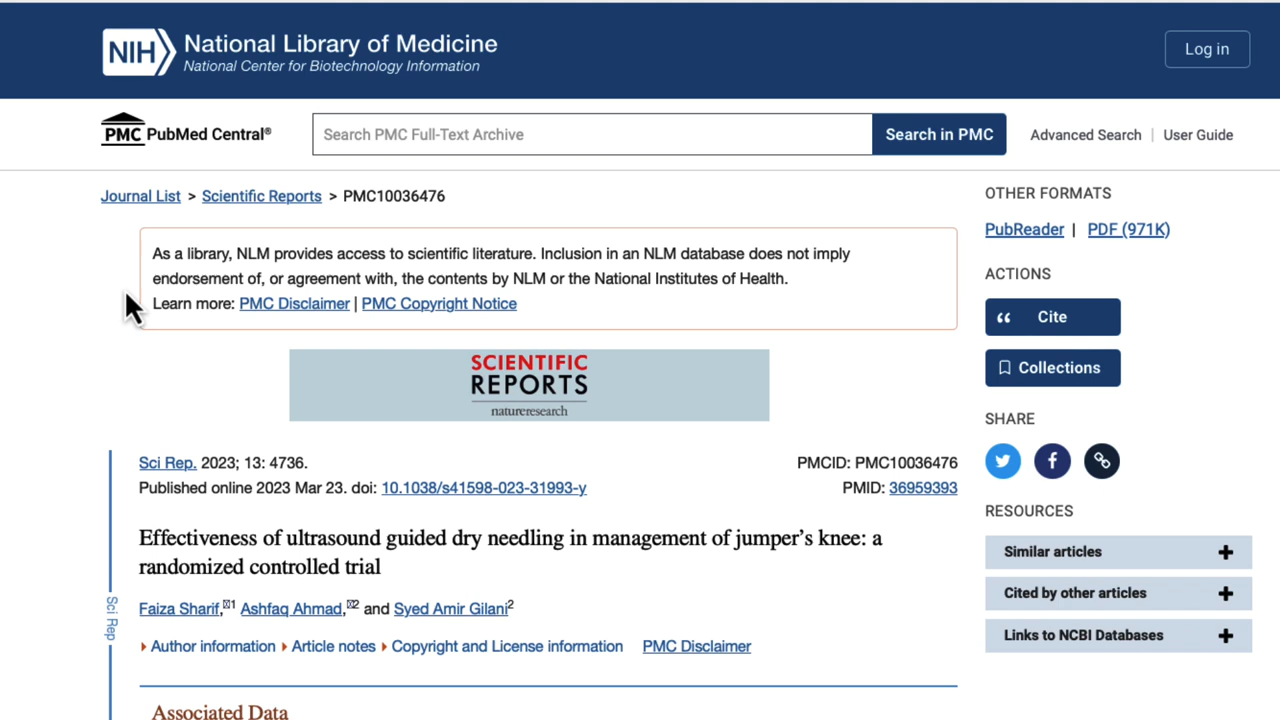 NIH National Library of Medicine
National Center for Biotechnology Information
Log in
PMC PubMed Central®
Search PMC Full-Text Archive
Search in PMC
Advanced Search | User Guide
Journal List > Scientific Reports > PMC10036476
As a library, NLM provides access to scientific literature. Inclusion in an NLM database does not imply
endorsement of, or agreement with, the contents by NLM or the National Institutes of Health.
Learn more: PMC Disclaimer | PMC Copyright Notice
SCIENTIFIC
REPORTS
natureresearch
Sci Rep. 2023; 13: 4736.
PMCID: PMC10036476
Published online 2023 Mar 23. doi: 10.1038/s41598-023-31993-y
PMID: 36959393
Effectiveness of ultrasound guided dry needling in management of jumper’s knee: a
randomized controlled trial
Faiza Sharif,1 Ashfaq Ahmad,2 and Syed Amir Gilani2
Author information Article notes Copyright and License information PMC Disclaimer
Sci Rep
Associated Data
OTHER FORMATS
PubReader | PDF (971K)
ACTIONS
Cite
Collections
SHARE
RESOURCES
Similar articles
Cited by other articles
Links to NCBI Databases